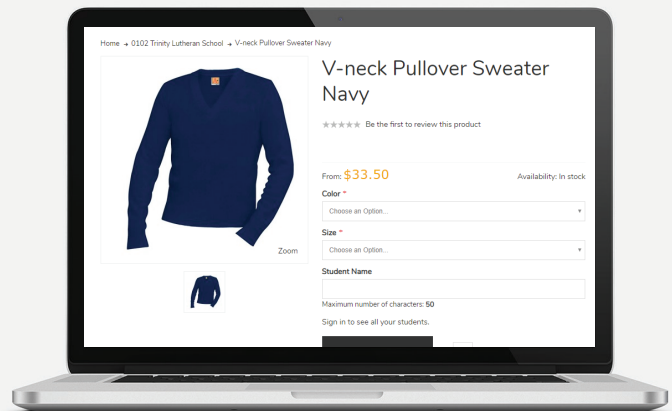 Home → 0102 Trinity Lutheran School → V-neck Pullover Sweater Navy
V-neck Pullover Sweater
Navy
Be the first to review this product
From: $33.50
Availability: In stock
Color *
Choose an Option...
Size *
Choose an Option...
Zoom
Student Name
Maximum number of characters: 50
Sign in to see all your students.